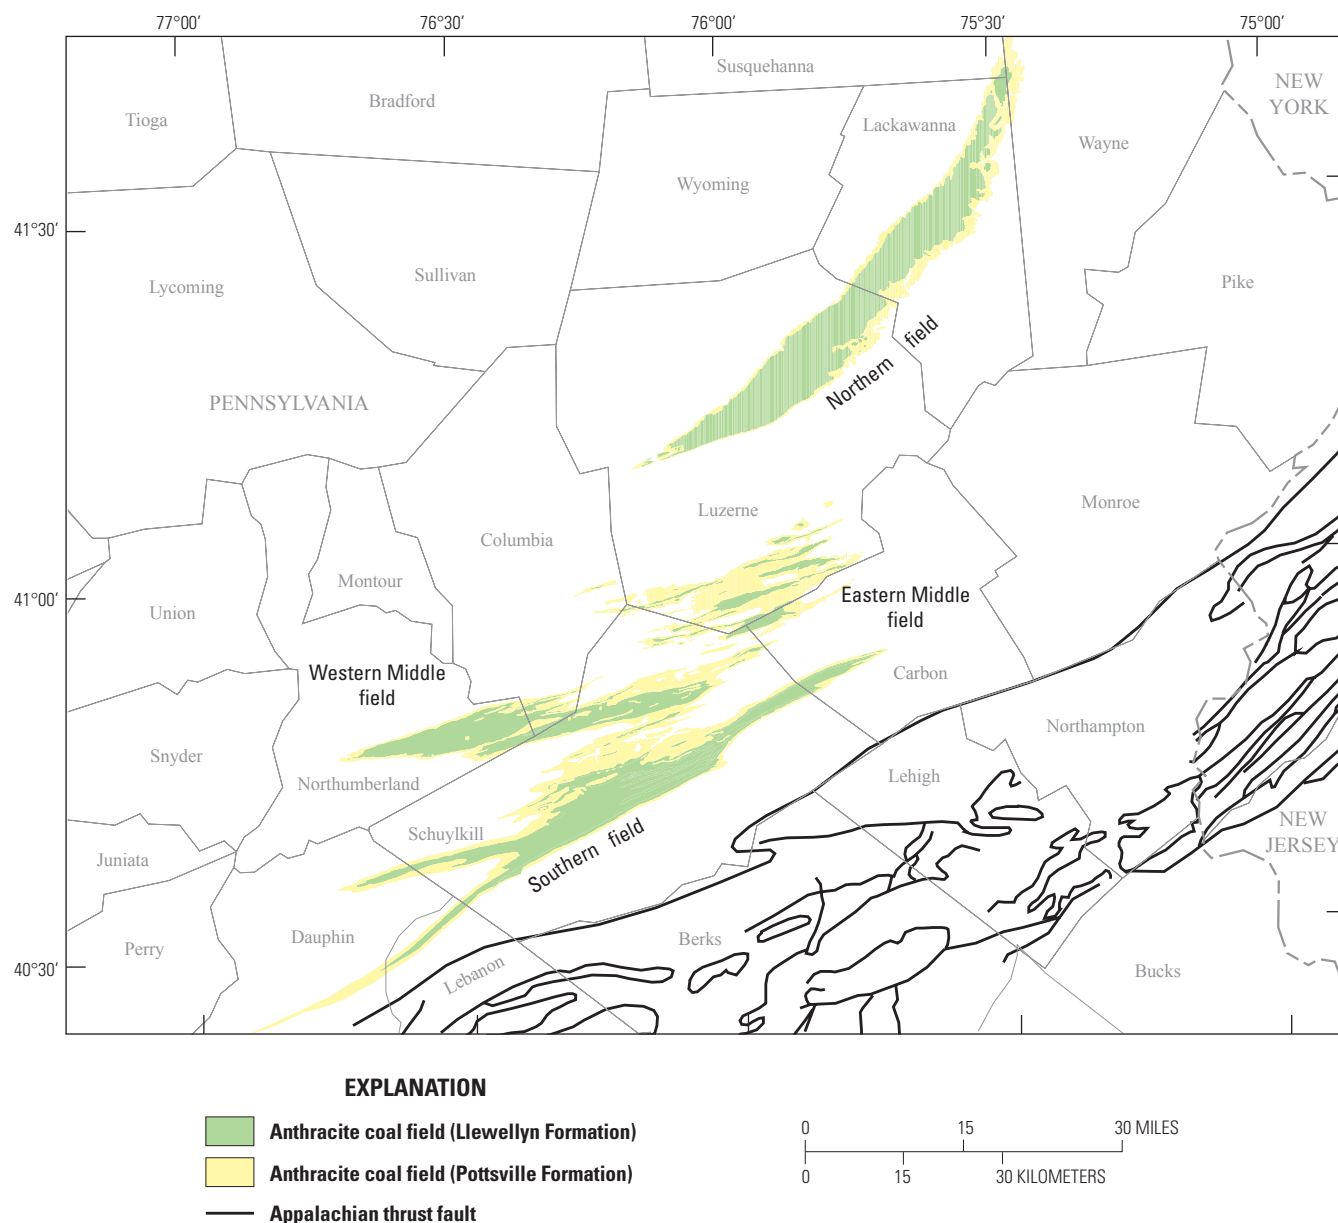 77°00′
76°30′
76°00′
75°30′
75°00′
Susquehanna
NEW
YORK
Bradford
Tioga
Lackawanna
Wayne
Wyoming
41°30′
Sullivan
Lycoming
Pike
Northern field
PENNSYLVANIA
Monroe
Luzerne
Columbia
Montour
41°00′
Union
Eastern Middle
field
Western Middle
field
Carbon
Northampton
Snyder
Northumberland
Lehigh
Schuylkill
NEW
JERSEY
Juniata
Southern field
Dauphin
Berks
Perry
40°30′
Lebanon
Bucks
EXPLANATION
Anthracite coal field (Llewellyn Formation)
Anthracite coal field (Pottsville Formation)
Appalachian thrust fault
0 15 30 MILES
0 15 30 KILOMETERS